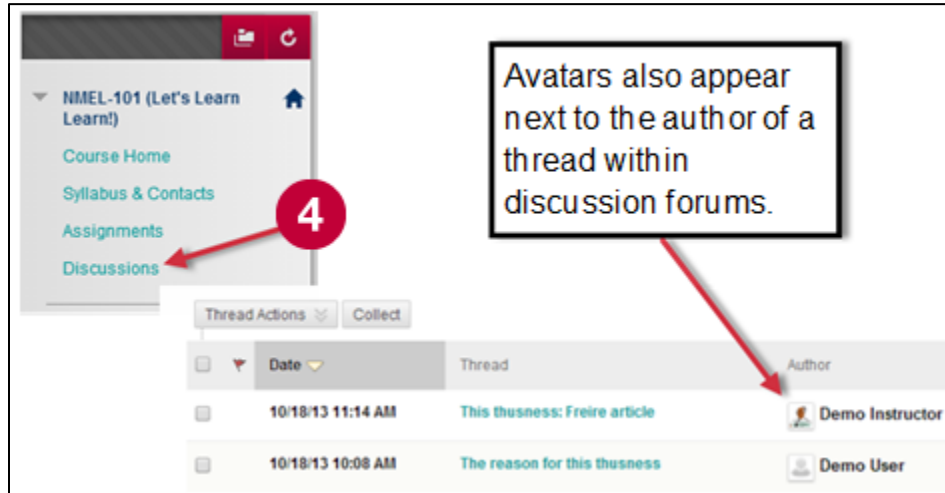 NMEL-101 (Let's Learn
Learn!)
Course Home
Syllabus & Contacts
Assignments
Discussions
4
Avatars also appear
next to the author of a
thread within
discussion forums.
Thread Actions Collect
Date Thread Author
10/18/13 11:14 AM This thusness: Freire article Demo Instructor
10/18/13 10:08 AM The reason for this thusness Demo User